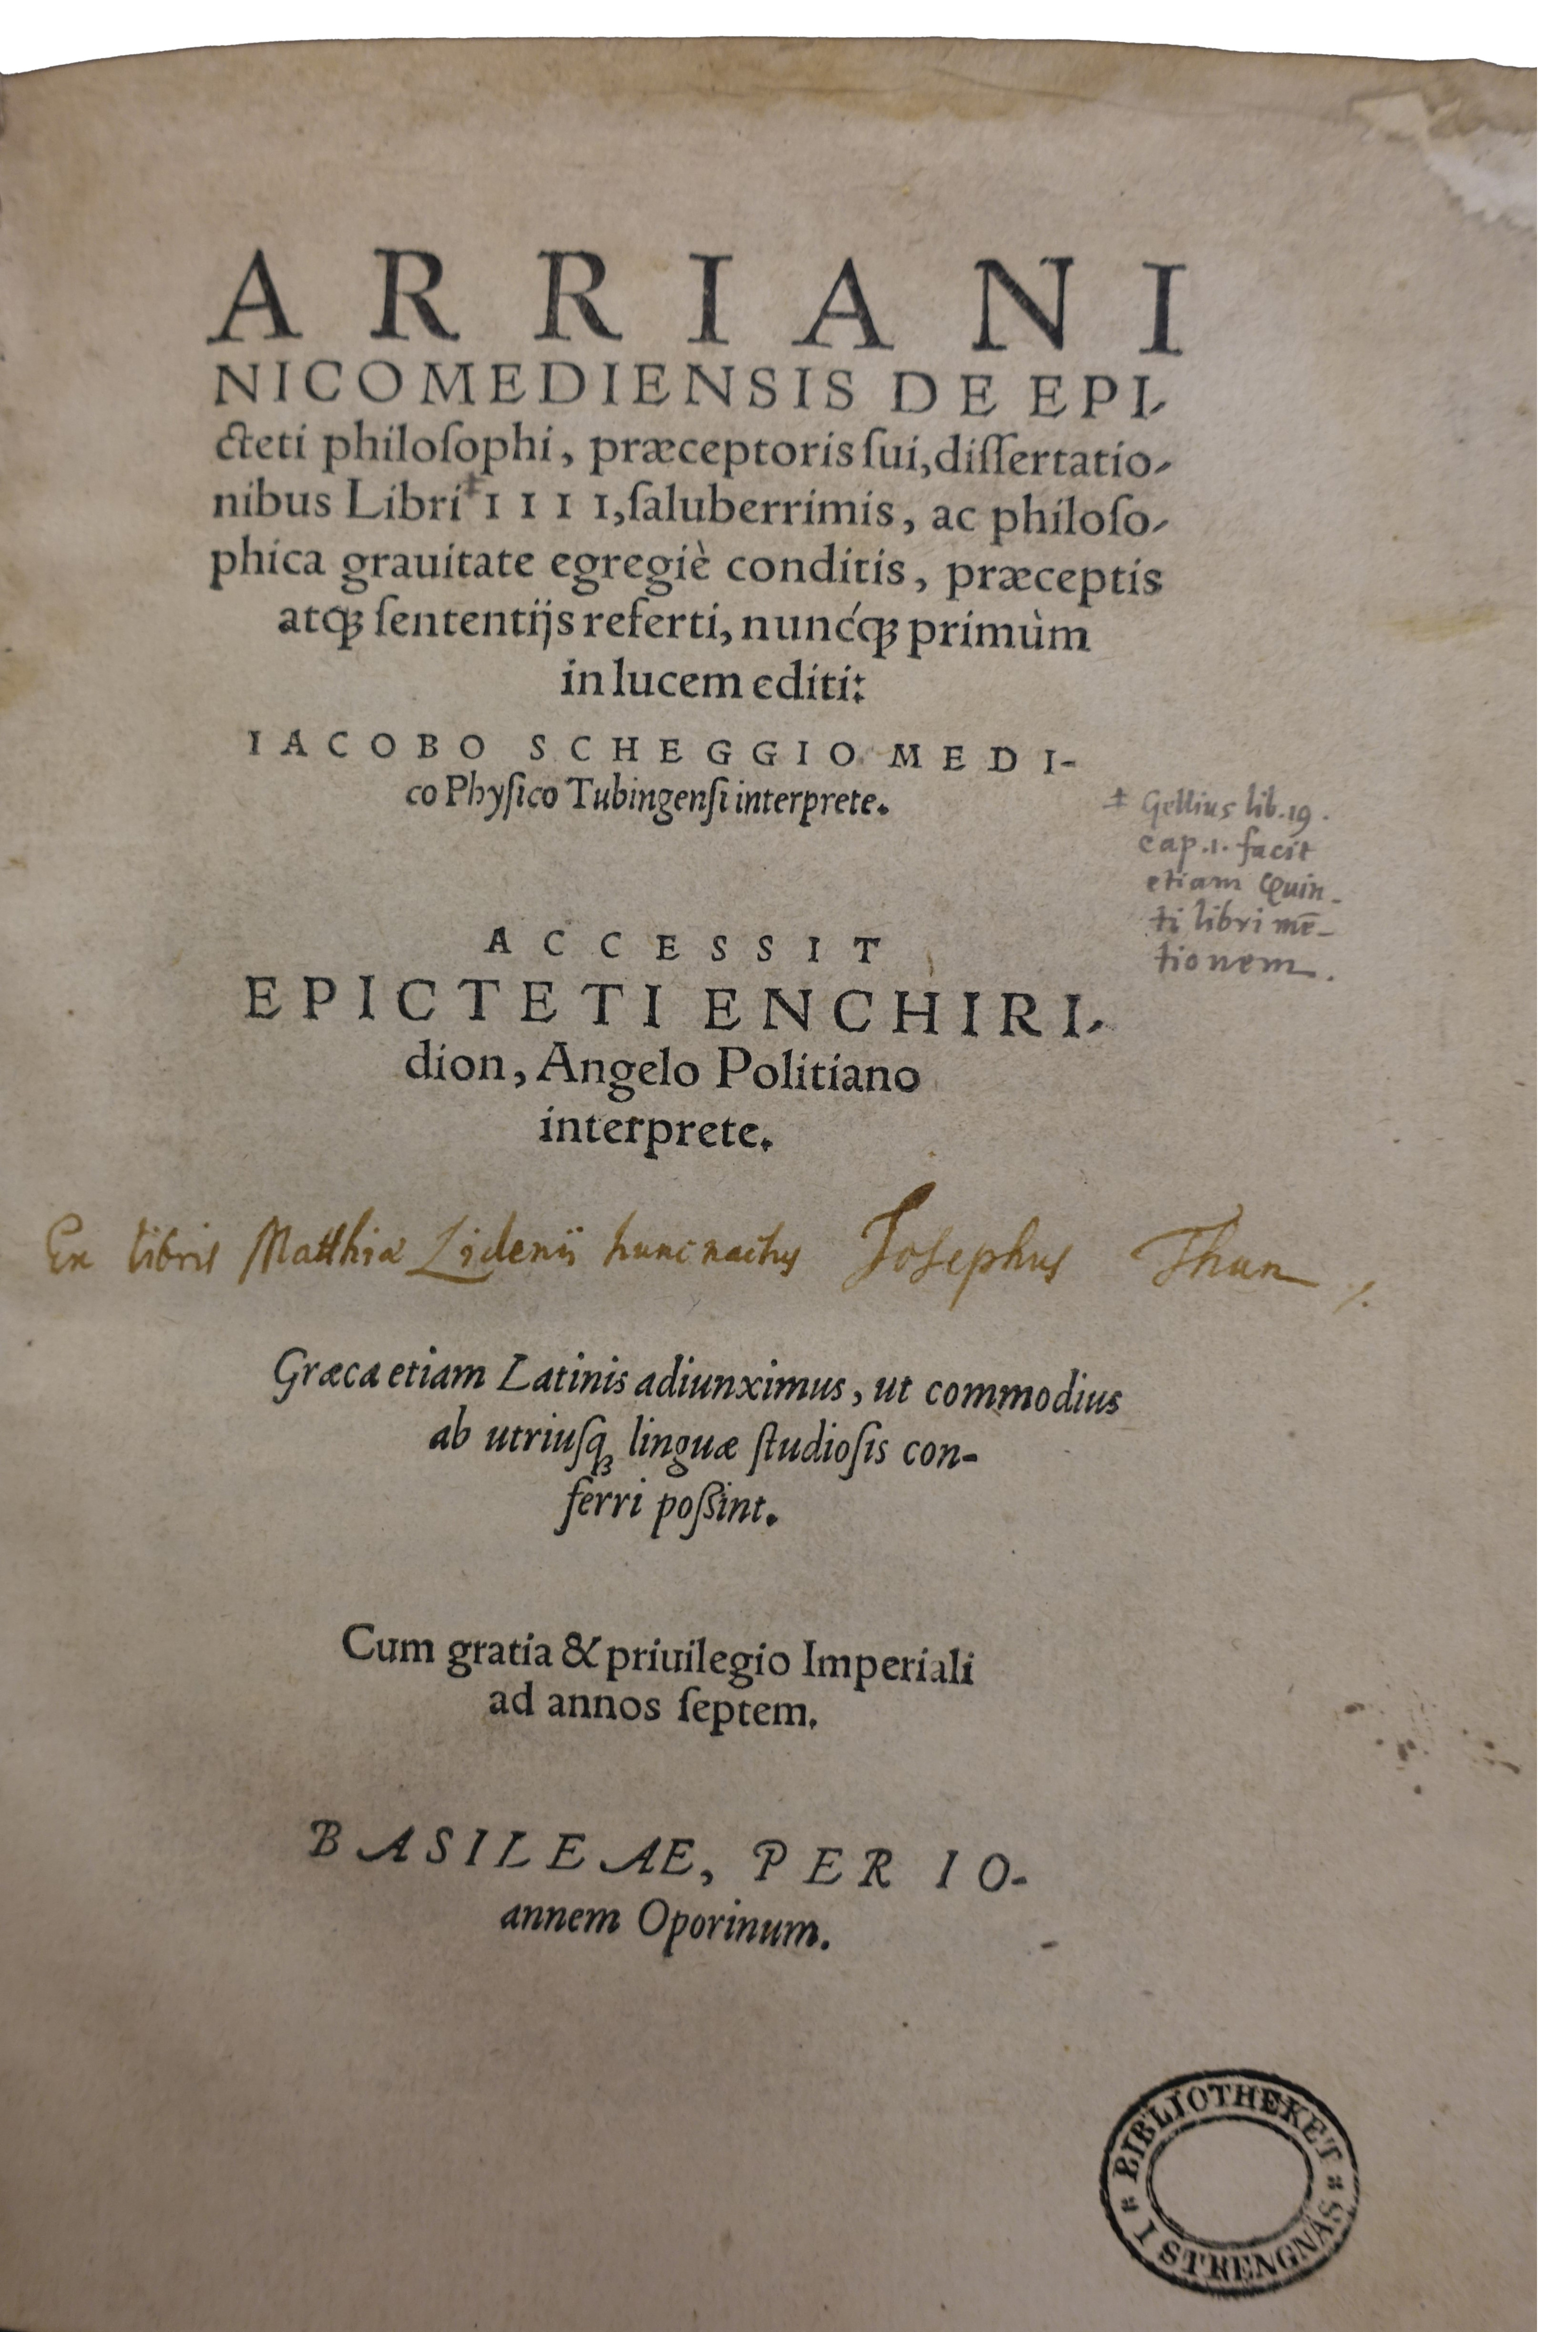 ARRIANI
NICOMEDIENSIS DE EPI-
cteti philoſophi, præceptoris ſui, diſſertatio-
nibus Libri ‡ I I I I, ſaluberrimis, ac philoſo-
phica grauitate egregiè conditis, præceptis
atq́ꝫ ſententijs referti, nuncq́ꝫ primùm
in lucem editi:
IACOBO SCHEGGIO MEDI-
co Phyſico Tubingenſi interprete.
‡ Gellius lib. 19.
cap. 1. facit
etiam Quin-
ti libri mē-
tionem.
ACCESSIT
EPICTETI ENCHIRI-
dion, Angelo Politiano
interprete.
Ex libris Matthiæ Lidenii hunc nactus Josephus Thun
Græca etiam Latinis adiunximus, ut commodius
ab utriuſqꝫ linguæ ſtudioſis con-
ferri poßint.
Cum gratia & priuilegio Imperiali
ad annos ſeptem.
BASILEAE, PER IO-
annem Oporinum.
BIBLIOTHEKET
I STRENGNÄS